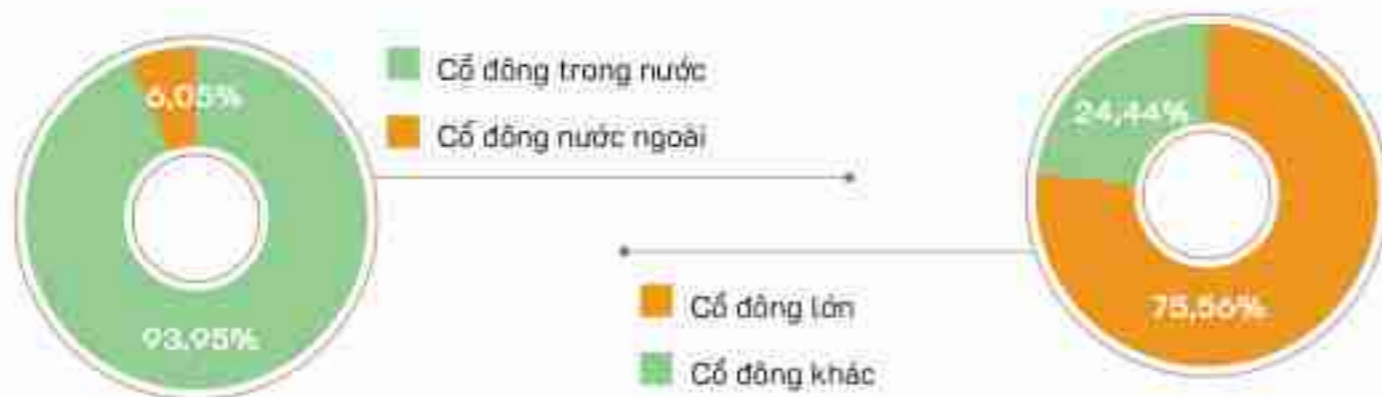 6,05%
93,95%
Cổ đông trong nước
Cổ đông nước ngoài
24,44%
75,56%
Cổ đông lớn
Cổ đông khác